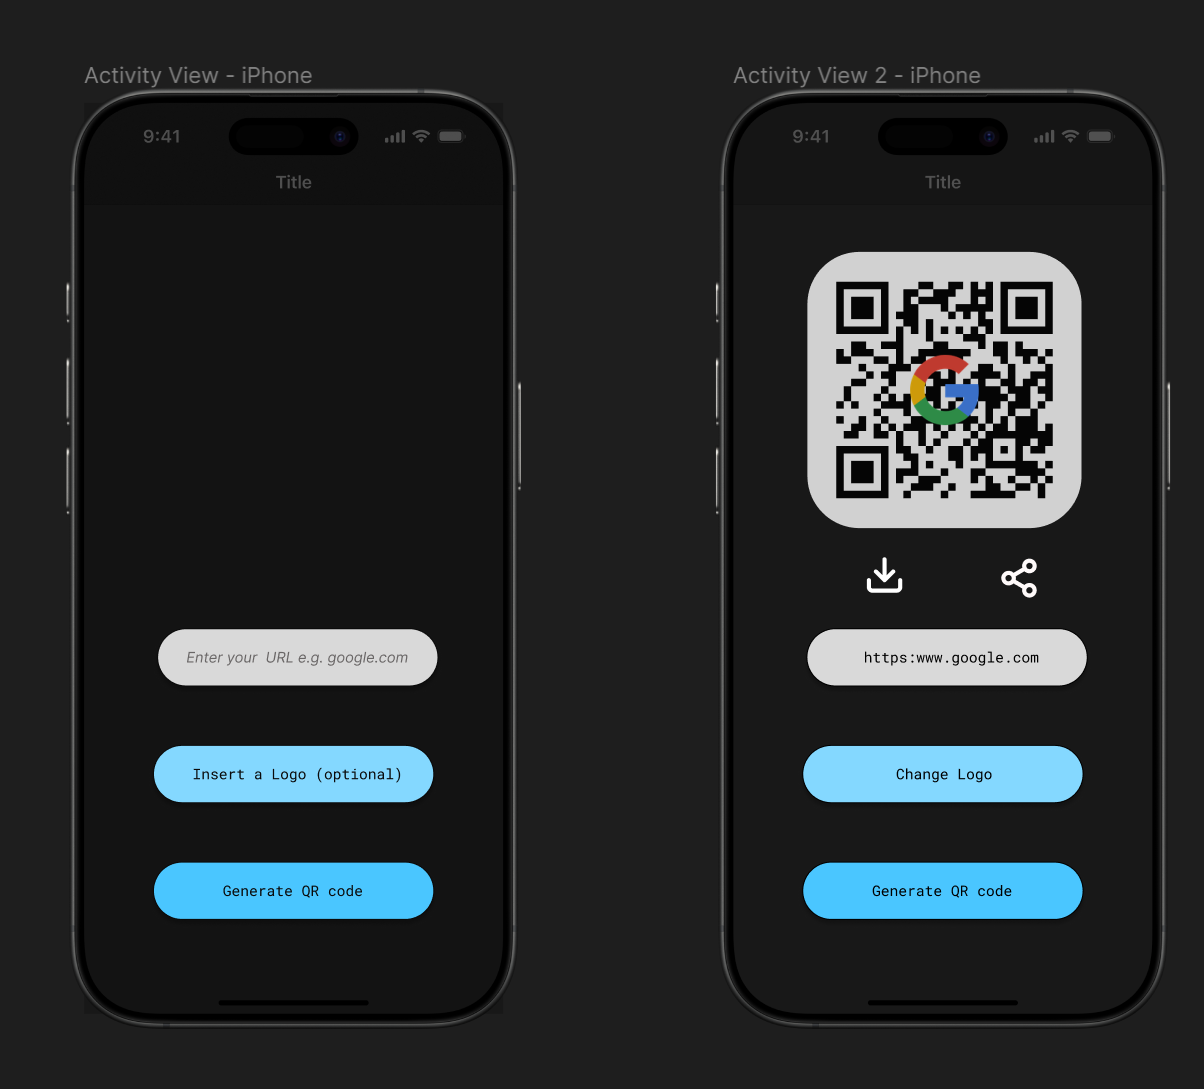 Activity View - iPhone
9:41
Title
Enter your  URL e.g. google.com
Insert a Logo (optional)
Generate QR code
Activity View 2 - iPhone
9:41
Title
https:www.google.com
Change Logo
Generate QR code